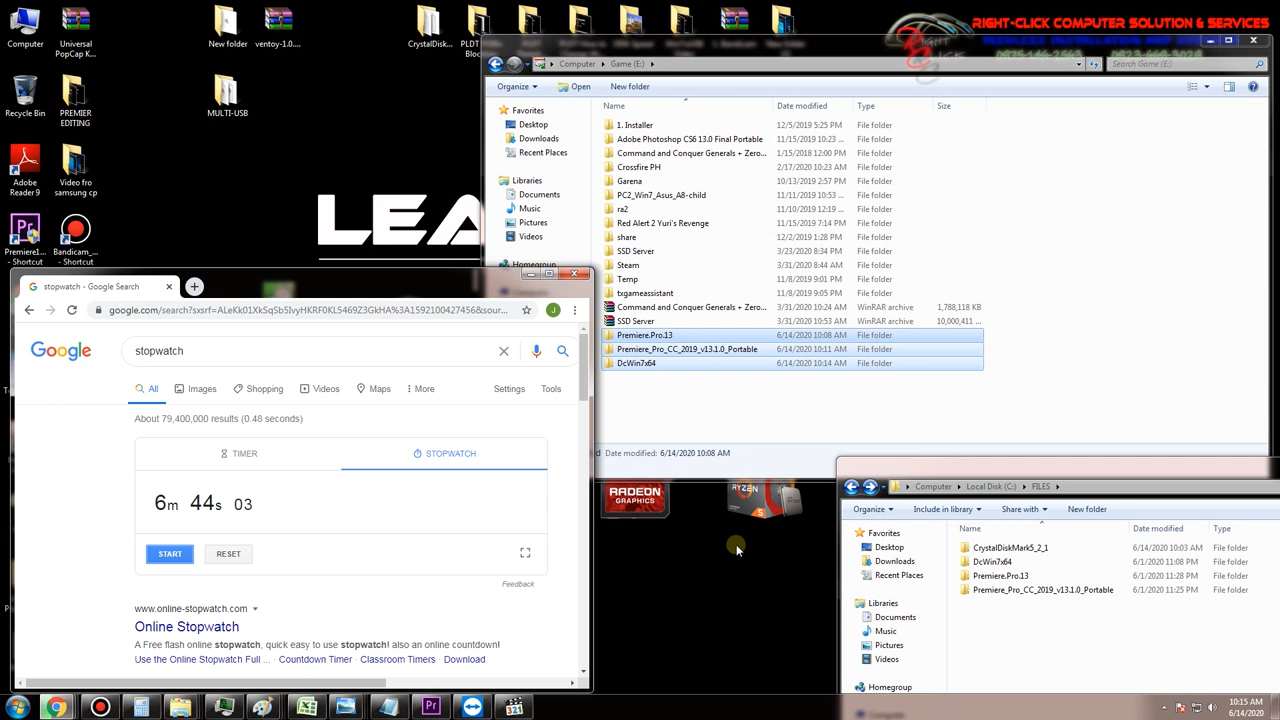 Computer
Universal PopCap K...
New folder
ventoy-1.0....
CrystalDisk...
PLDT
Bloc
RIGHT-CLICK COMPUTER SOLUTION & SERVICES
Right
Click
Recycle Bin
PREMIER EDITING
MULTI-USB
Adobe Reader 9
Video fro samsung cp
Premiere1... - Shortcut
Bandicam_... - Shortcut
LEA
Computer
Game (E:)
Search Game (E:)
Organize
Open
New folder
Name
Date modified
Type
Size
Favorites
Desktop
Downloads
Recent Places
Libraries
Documents
Music
Pictures
Videos
Homegroup
1. Installer 12/5/2019 5:25 PM File folder
Adobe Photoshop CS6 13.0 Final Portable 11/15/2019 10:23 ... File folder
Command and Conquer Generals + Zero... 1/15/2018 12:00 PM File folder
Crossfire PH 2/17/2020 10:23 AM File folder
Garena 10/13/2019 2:57 PM File folder
PC2_Win7_Asus_A8-child 11/11/2019 10:53 ... File folder
ra2 11/10/2019 12:19 ... File folder
Red Alert 2 Yuri's Revenge 11/15/2019 7:14 PM File folder
share 12/2/2019 1:28 PM File folder
SSD Server 3/23/2020 8:34 PM File folder
Steam 3/31/2020 8:44 AM File folder
Temp 11/8/2019 9:05 PM File folder
txgameassistant 11/8/2019 9:05 PM File folder
Command and Conquer Generals + Zero... 3/31/2020 10:24 AM WinRAR archive 1,788,118 KB
SSD Server 3/31/2020 10:53 AM WinRAR archive 10,000,411 ...
Premiere.Pro.13 6/14/2020 10:08 AM File folder
Premiere_Pro_CC_2019_v13.1.0_Portable 6/14/2020 10:11 AM File folder
DcWin7x64 6/14/2020 10:14 AM File folder
d Date modified: 6/14/2020 10:08 AM
stopwatch - Google Search
google.com/search?sxsrf=ALeKk01XkSqSb5IvyHKRF0KL5469Z3GkHA%3A1592100427456&sour...
J
Google
stopwatch
All
Images
Shopping
Videos
Maps
More
Settings
Tools
About 79,400,000 results (0.48 seconds)
TIMER
STOPWATCH
6m 44s 03
START
RESET
Feedback
www.online-stopwatch.com
Online Stopwatch
A Free flash online stopwatch, quick easy to use stopwatch! also an online countdown!
Use the Online Stopwatch Full ...
Countdown Timer
Classroom Timers
Download
RADEON
GRAPHICS
RYZEN
5
Computer
Local Disk (C:)
FILES
Organize
Include in library
Share with
New folder
Name
Date modified
Type
Favorites
Desktop
Downloads
Recent Places
Libraries
Documents
Music
Pictures
Videos
Homegroup
CrystalDiskMark5_2_1 6/14/2020 10:03 AM File folder
DcWin7x64 6/1/2020 11:08 PM File folder
Premiere.Pro.13 6/1/2020 11:28 PM File folder
Premiere_Pro_CC_2019_v13.1.0_Portable 6/1/2020 11:25 PM File folder
Pr
321
10:15 AM
6/14/2020